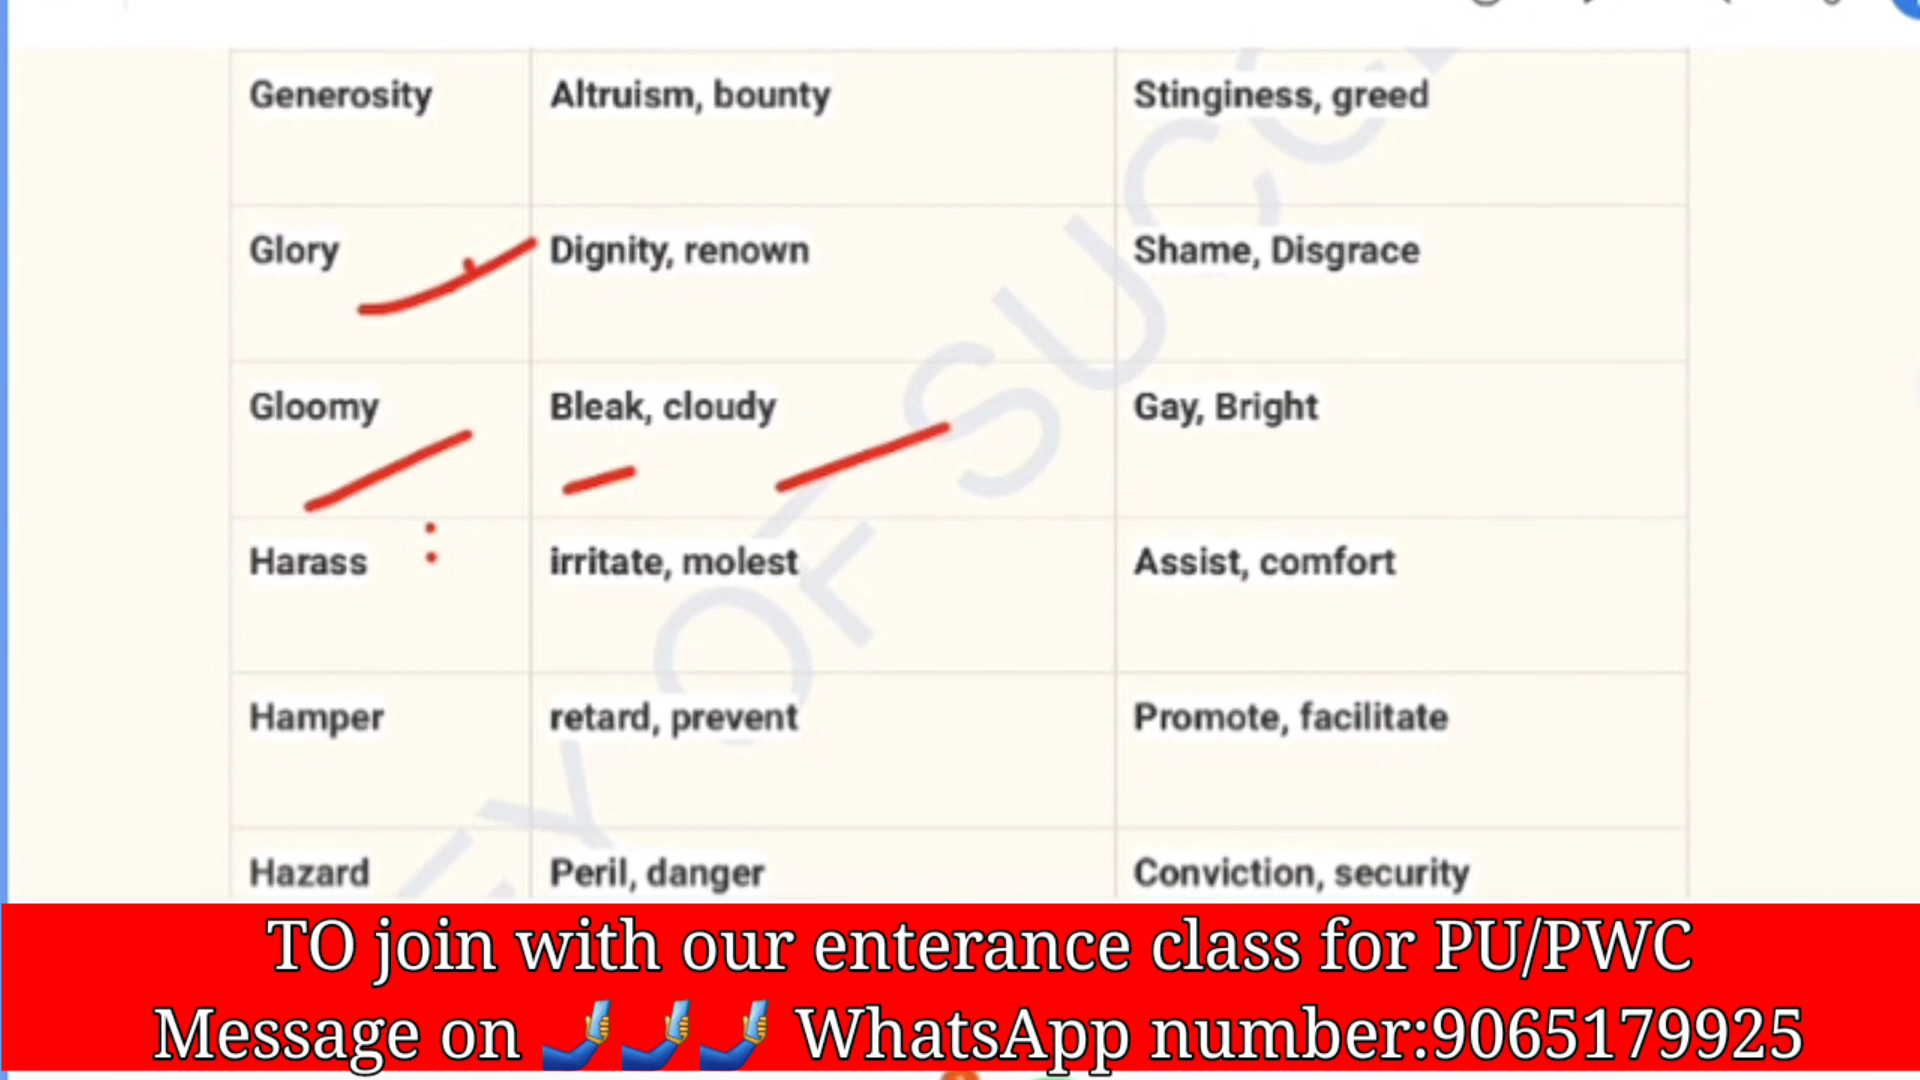 Generosity Altruism, bounty Stinginess, greed
Glory Dignity, renown Shame, Disgrace
Gloomy Bleak, cloudy Gay, Bright
Harass irritate, molest Assist, comfort
Hamper retard, prevent Promote, facilitate
Hazard Peril, danger Conviction, security
OF SUCCE
TO join with our enterance class for PU/PWC
Message on WhatsApp number:9065179925